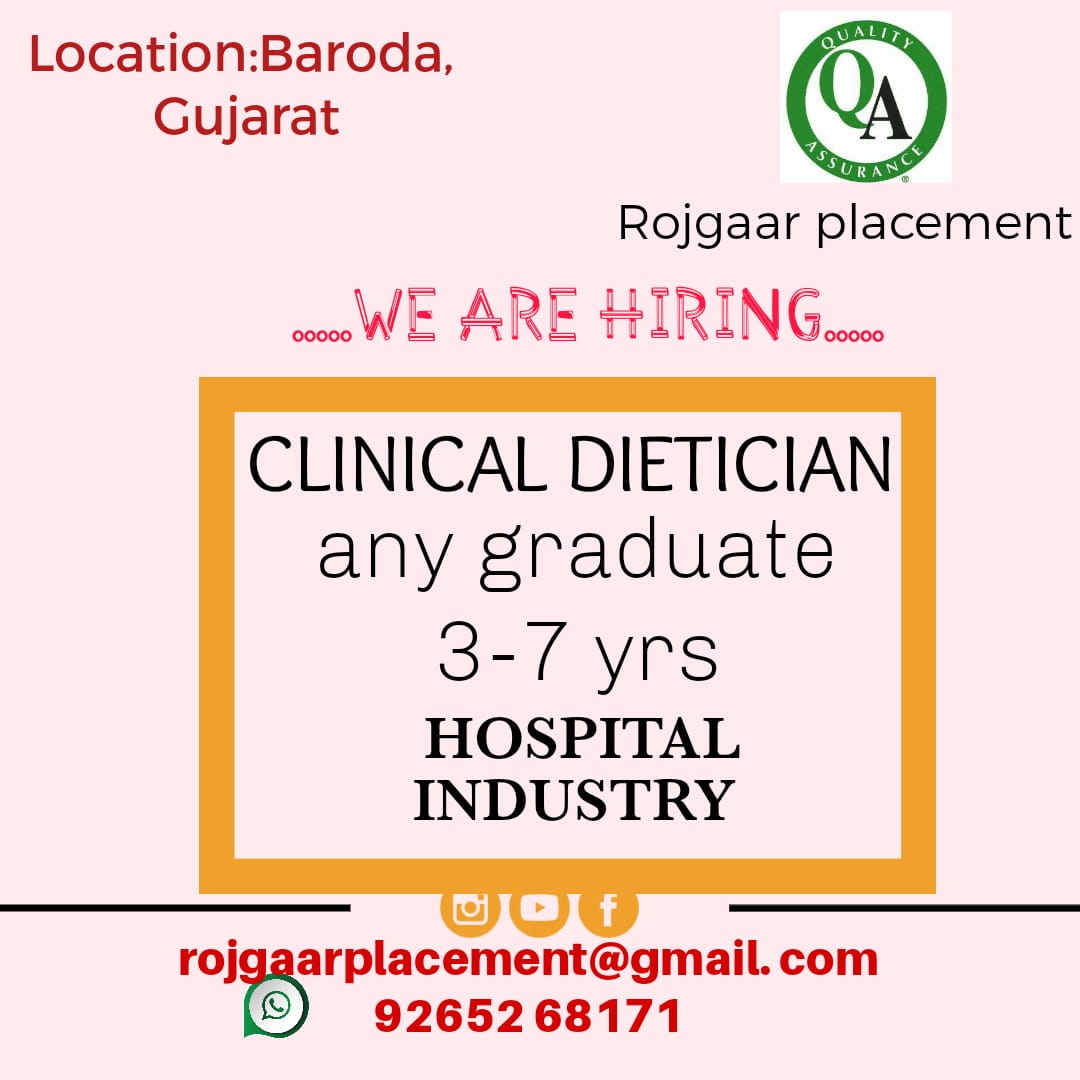 Location:Baroda,
Gujarat
QUALITY
QA
ASSURANCE
®
Rojgaar placement
.....WE ARE HIRING.....
CLINICAL DIETICIAN
any graduate
3-7 yrs
HOSPITAL
INDUSTRY
rojgaarplacement@gmail. com
92652 68171